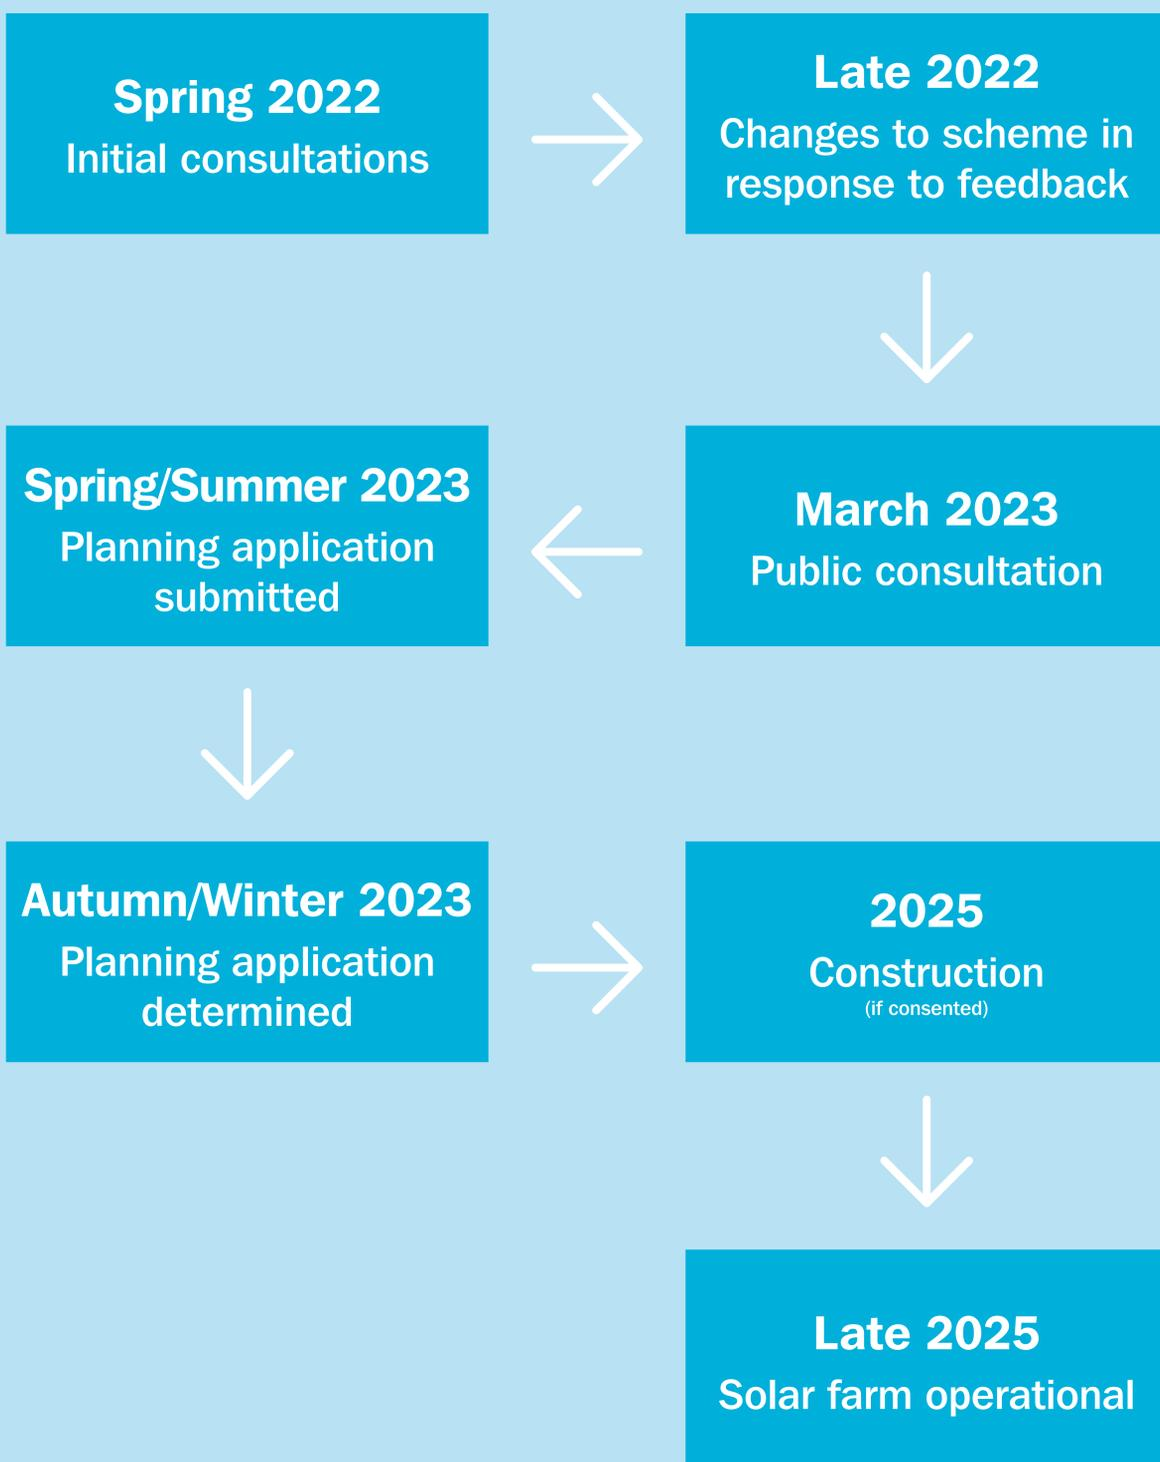 Spring 2022
Initial consultations
Late 2022
Changes to scheme in
response to feedback
March 2023
Public consultation
Spring/Summer 2023
Planning application
submitted
Autumn/Winter 2023
Planning application
determined
2025
Construction
(if consented)
Late 2025
Solar farm operational